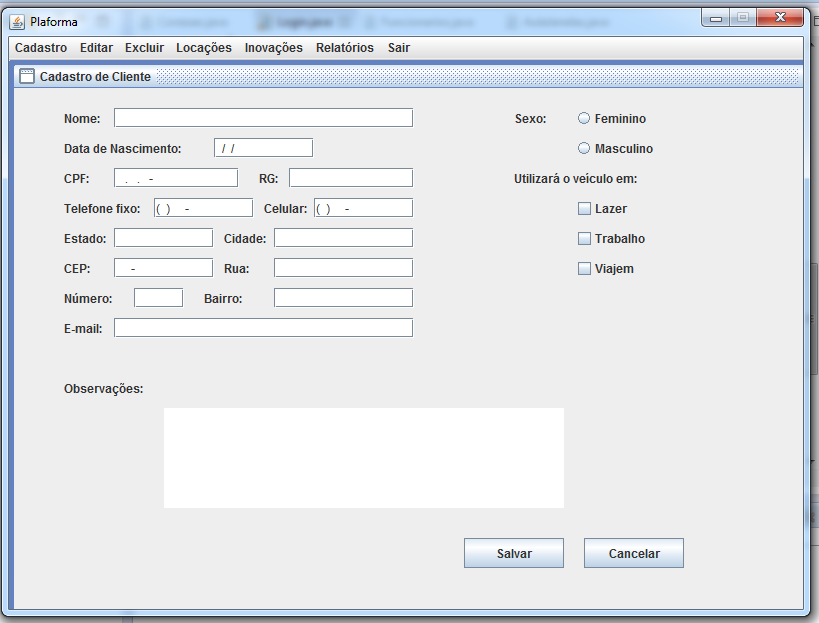 Plaforma
Cadastro Editar Excluir Locações Inovações Relatórios Sair
Cadastro de Cliente
Nome: Sexo: Feminino
Data de Nascimento: / / Masculino
CPF: . . - RG: Utilizará o veículo em:
Telefone fixo: ( ) - Celular: ( ) - Lazer
Estado: Cidade: Trabalho
CEP: - Rua: Viajem
Número: Bairro:
E-mail:
Observações:
Salvar Cancelar